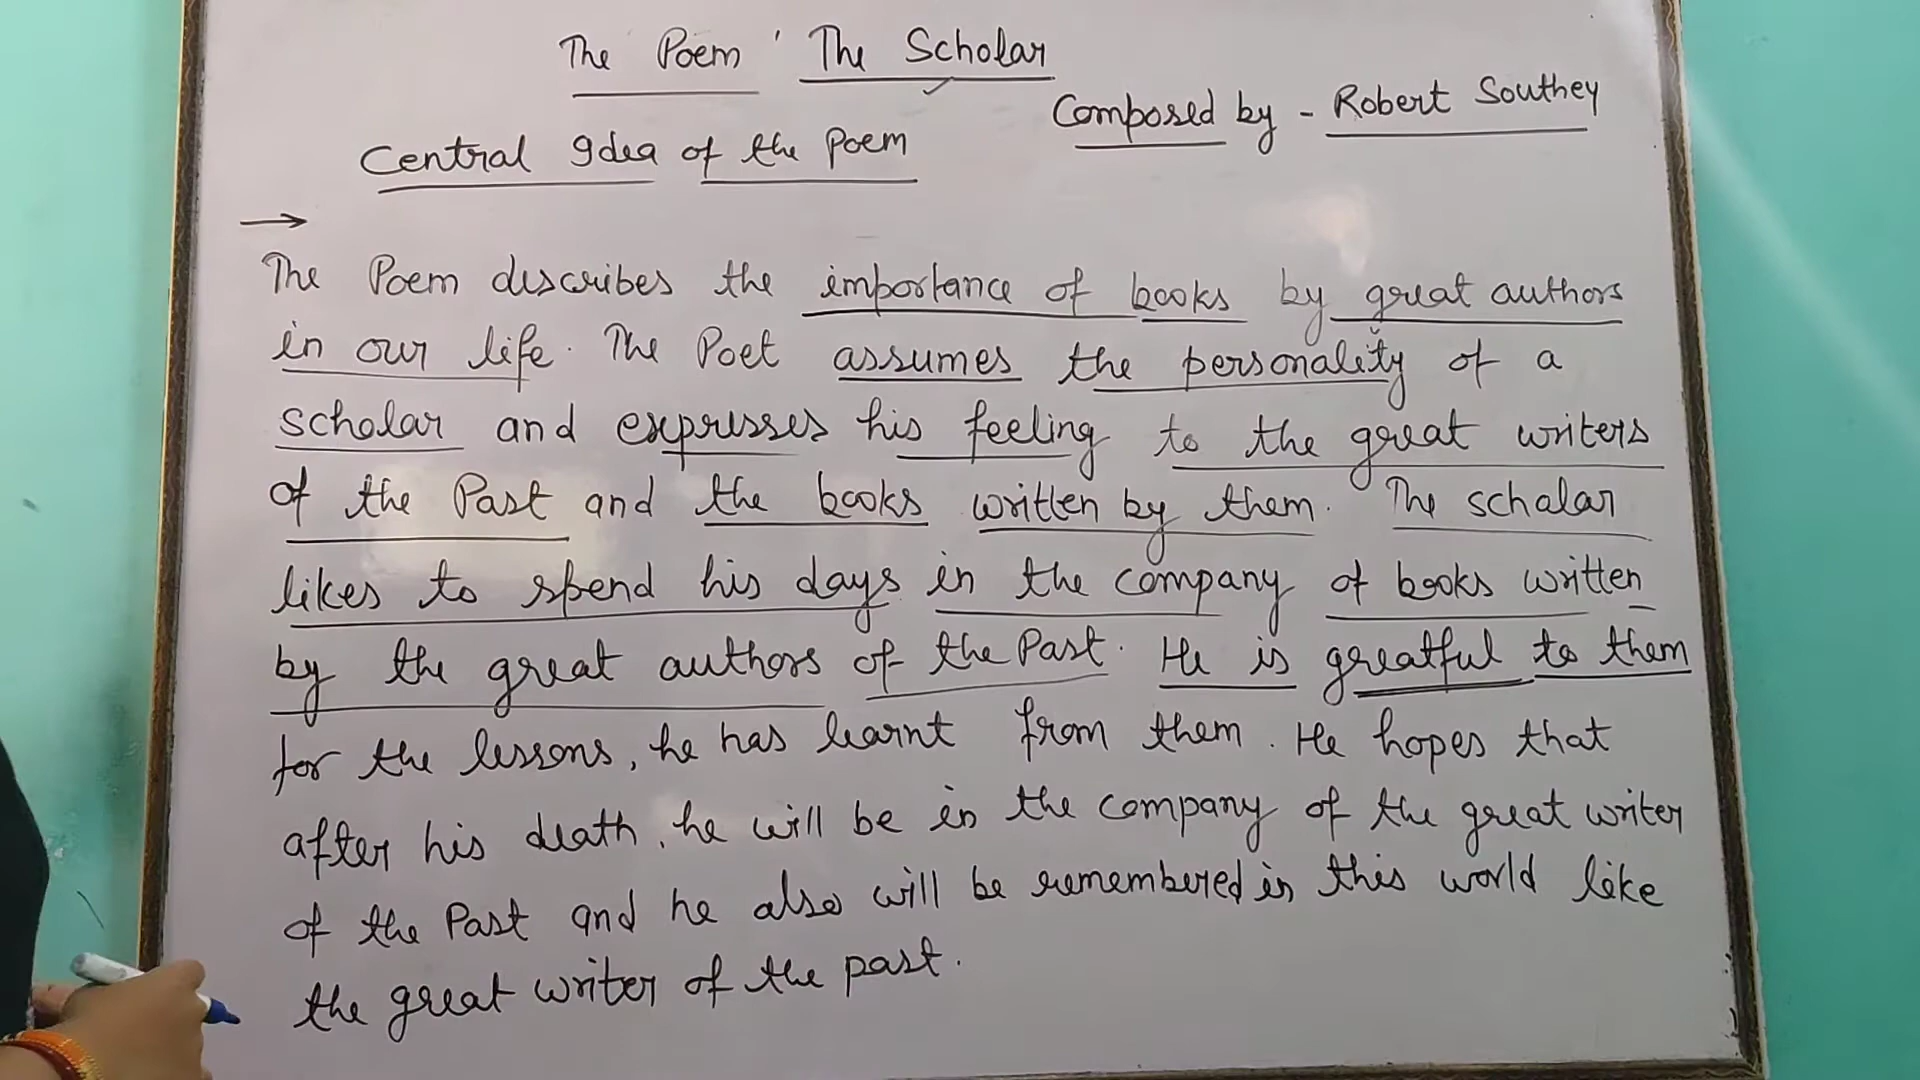 The Poem ' The Scholar
Composed by - Robert Southey
Central Idea of the Poem
→
The Poem describes the importance of books by great authors
in our life. The Poet assumes the personality of a
scholar and expresses his feeling to the great writers
of the Past and the books written by them. The schalar
likes to spend his days in the company of books written
by the great authors of the Past. He is greatful to them
for the lessons, he has learnt from them. He hopes that
after his death, he will be in the company of the great writer
of the Past and he also will be remembered in this world like
the great writer of the past.